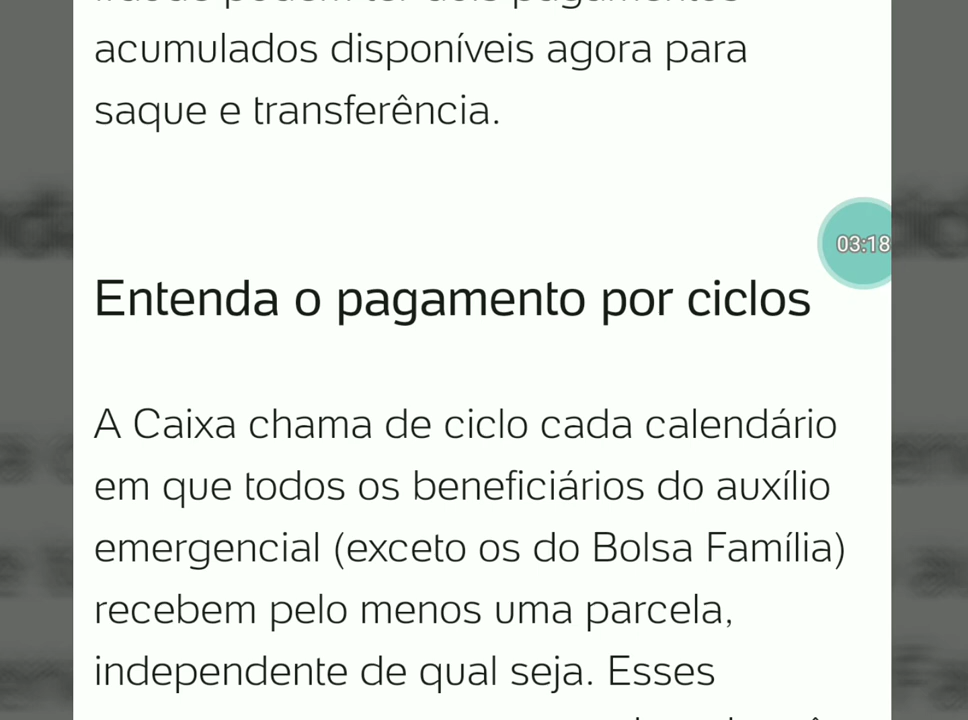 acumulados disponíveis agora para
saque e transferência.
03:18
Entenda o pagamento por ciclos
A Caixa chama de ciclo cada calendário
em que todos os beneficiários do auxílio
emergencial (exceto os do Bolsa Família)
recebem pelo menos uma parcela,
independente de qual seja. Esses